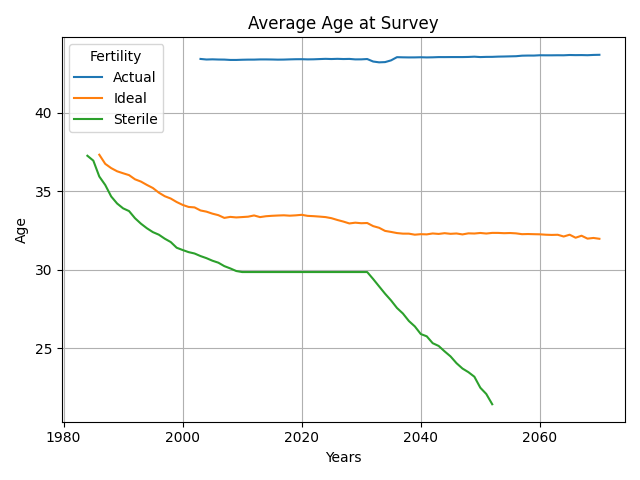 Average Age at Survey
Fertility
Actual
Ideal
Sterile
Age
40
35
30
25
1980
2000
2020
2040
2060
Years